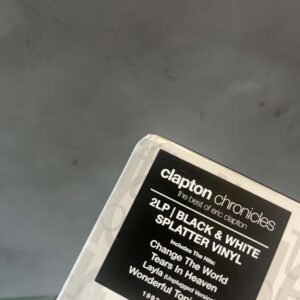 clapton chronicles
the best of eric clapton
2LP | BLACK & WHITE
SPLATTER VINYL
Includes The Hits:
Change The World
Tears In Heaven
Layla (Unplugged Version)
Wonderful